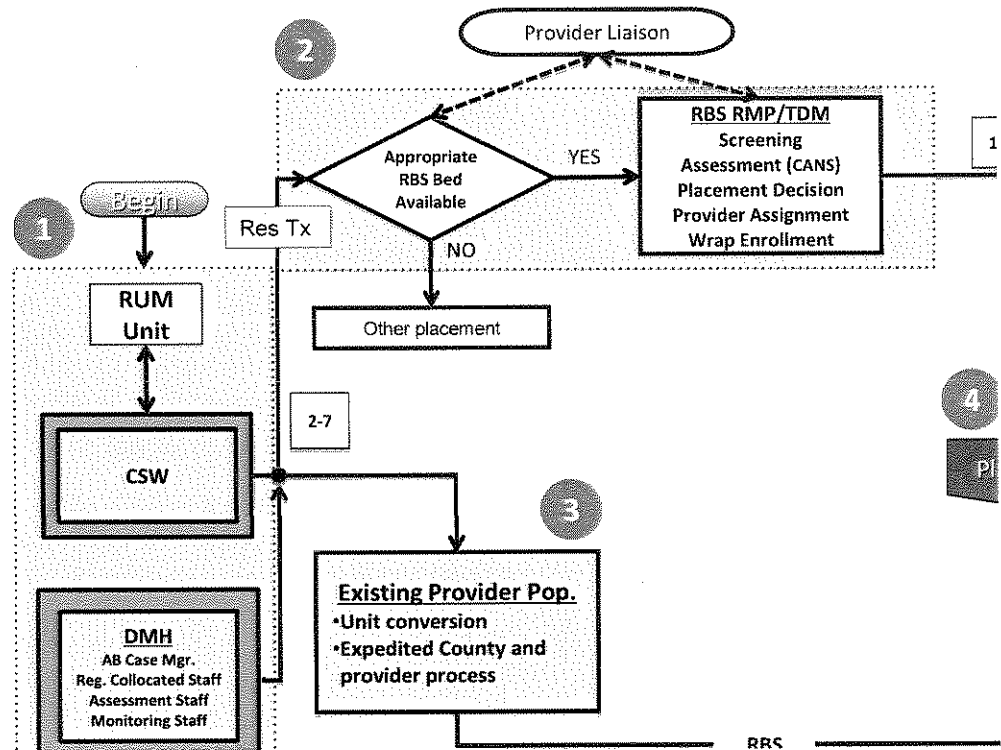 Provider Liaison
2
RBS RMP/TDM
Screening
Assessment (CANS)
Placement Decision
Provider Assignment
Wrap Enrollment
Appropriate
RBS Bed
Available
YES
NO
1
Begin
1
Res Tx
RUM
Unit
Other placement
2-7
CSW
4
3
Existing Provider Pop.
•Unit conversion
•Expedited County and
provider process
DMH
AB Case Mgr.
Reg. Collocated Staff
Assessment Staff
Monitoring Staff
RBS